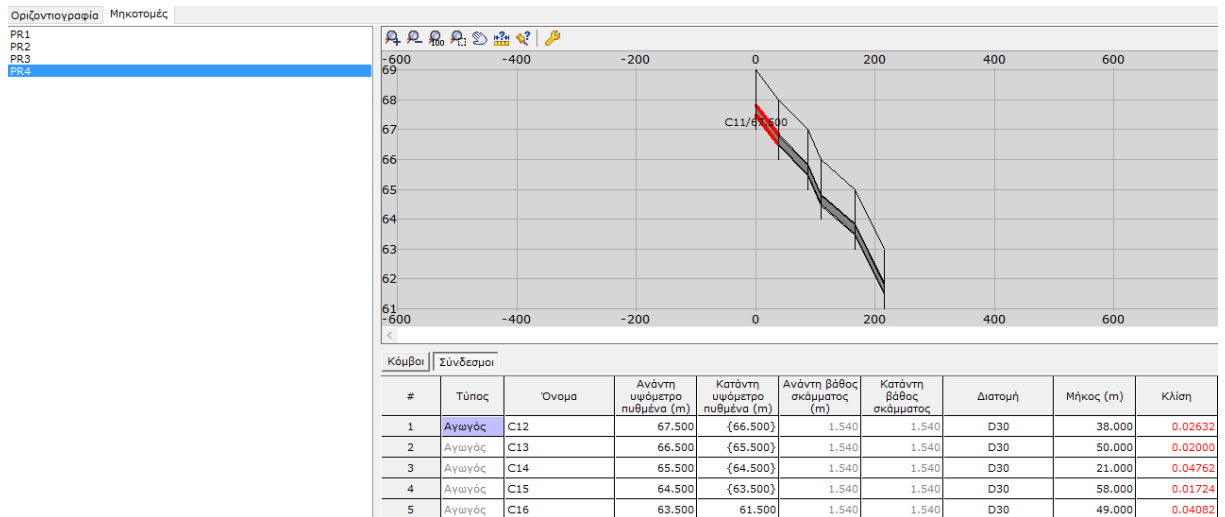 Οριζοντιογραφία Μηκοτομές
PR1
PR2
PR3
PR4
-600 -400 -200 0 200 400 600
69
68
67
66
65
64
63
62
61
C11/67.500
-600 -400 -200 0 200 400 600
Κόμβοι Σύνδεσμοι
# Τύπος Όνομα Ανάντη υψόμετρο πυθμένα (m) Κατάντη υψόμετρο πυθμένα (m) Ανάντη βάθος σκάμματος (m) Κατάντη βάθος σκάμματος Διατομή Μήκος (m) Κλίση
1 Αγωγός C12 67.500 {66.500} 1.540 1.540 D30 38.000 0.02632
2 Αγωγός C13 66.500 {65.500} 1.540 1.540 D30 50.000 0.02000
3 Αγωγός C14 65.500 {64.500} 1.540 1.540 D30 21.000 0.04762
4 Αγωγός C15 64.500 {63.500} 1.540 1.540 D30 58.000 0.01724
5 Αγωγός C16 63.500 61.500 1.540 1.540 D30 49.000 0.04082